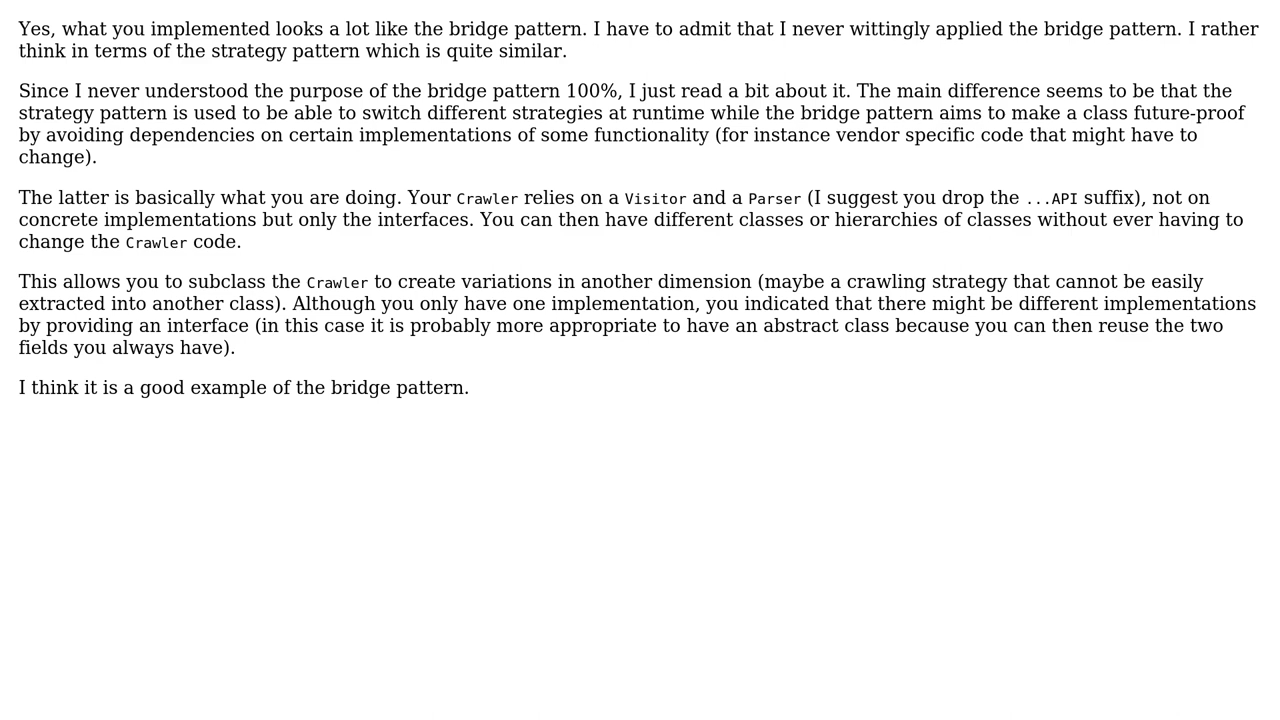 Yes, what you implemented looks a lot like the bridge pattern. I have to admit that I never wittingly applied the bridge pattern. I rather
think in terms of the strategy pattern which is quite similar.
Since I never understood the purpose of the bridge pattern 100%, I just read a bit about it. The main difference seems to be that the
strategy pattern is used to be able to switch different strategies at runtime while the bridge pattern aims to make a class future-proof
by avoiding dependencies on certain implementations of some functionality (for instance vendor specific code that might have to
change).
The latter is basically what you are doing. Your Crawler relies on a Visitor and a Parser (I suggest you drop the ...API suffix), not on
concrete implementations but only the interfaces. You can then have different classes or hierarchies of classes without ever having to
change the Crawler code.
This allows you to subclass the Crawler to create variations in another dimension (maybe a crawling strategy that cannot be easily
extracted into another class). Although you only have one implementation, you indicated that there might be different implementations
by providing an interface (in this case it is probably more appropriate to have an abstract class because you can then reuse the two
fields you always have).
I think it is a good example of the bridge pattern.